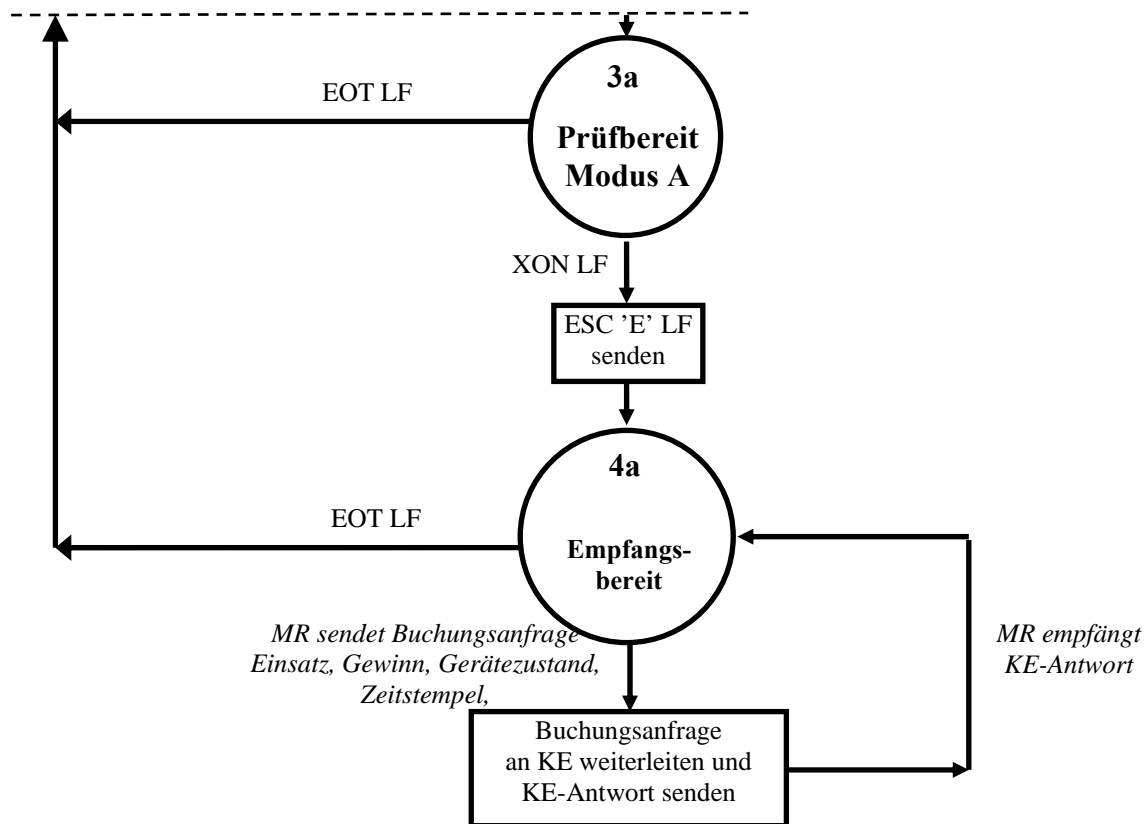 3a
EOT LF
Prüfbereit
Modus A
XON LF
ESC ’E’ LF
senden
4a
EOT LF
Empfangs-
bereit
MR sendet Buchungsanfrage
Einsatz, Gewinn, Gerätezustand,
Zeitstempel,
MR empfängt
KE-Antwort
Buchungsanfrage
an KE weiterleiten und
KE-Antwort senden